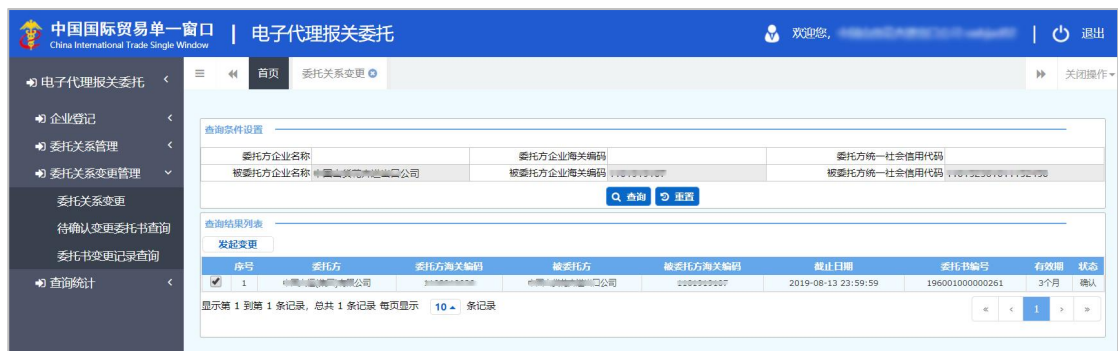 中国国际贸易单一窗口 | 电子代理报关委托
China International Trade Single Window
欢迎您,
退出
电子代理报关委托
首页 委托关系变更
关闭操作
企业登记
委托关系管理
委托关系变更管理
委托关系变更
待确认变更委托书查询
委托书变更记录查询
查询统计
查询条件设置
委托方企业名称 委托方企业海关编码 委托方统一社会信用代码
被委托方企业名称 公司 被委托方企业海关编码 被委托方统一社会信用代码
查询 重置
查询结果列表
发起变更
序号 委托方 委托方海关编码 被委托方 被委托方海关编码 截止日期 委托书编号 有效期 状态
1 公司 公司 2019-08-13 23:59:59 196001000000261 3个月 确认
显示第 1 到第 1 条记录,总共 1 条记录 每页显示 10 条记录
« ‹ 1 › »